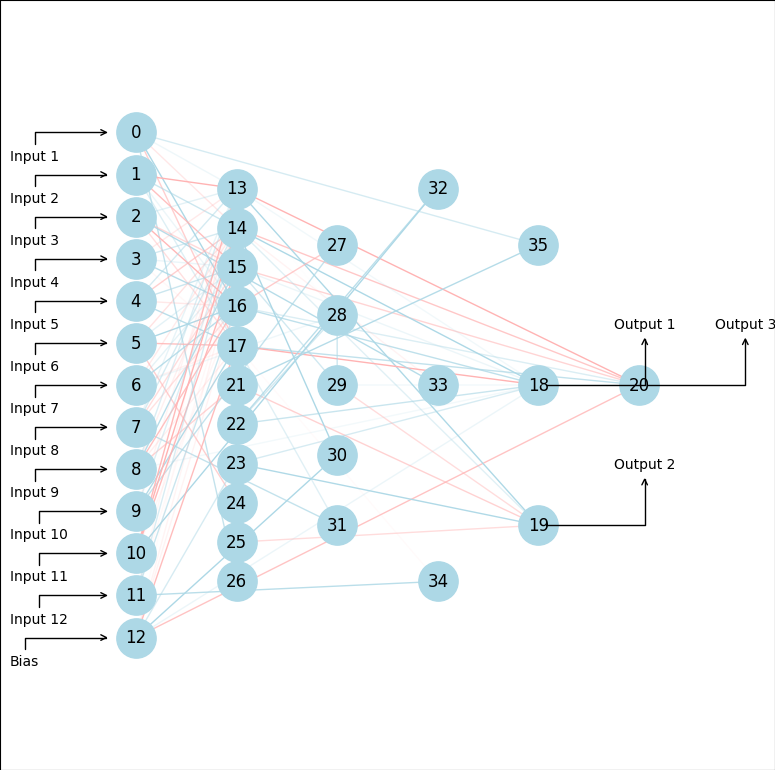 0
Input 1
1
Input 2
2
Input 3
3
Input 4
4
Input 5
5
Input 6
6
Input 7
7
Input 8
8
Input 9
9
Input 10
10
Input 11
11
Input 12
12
Bias
13
14
15
16
17
21
22
23
24
25
26
27
28
29
30
31
32
33
34
35
18
19
20
Output 1
Output 2
Output 3